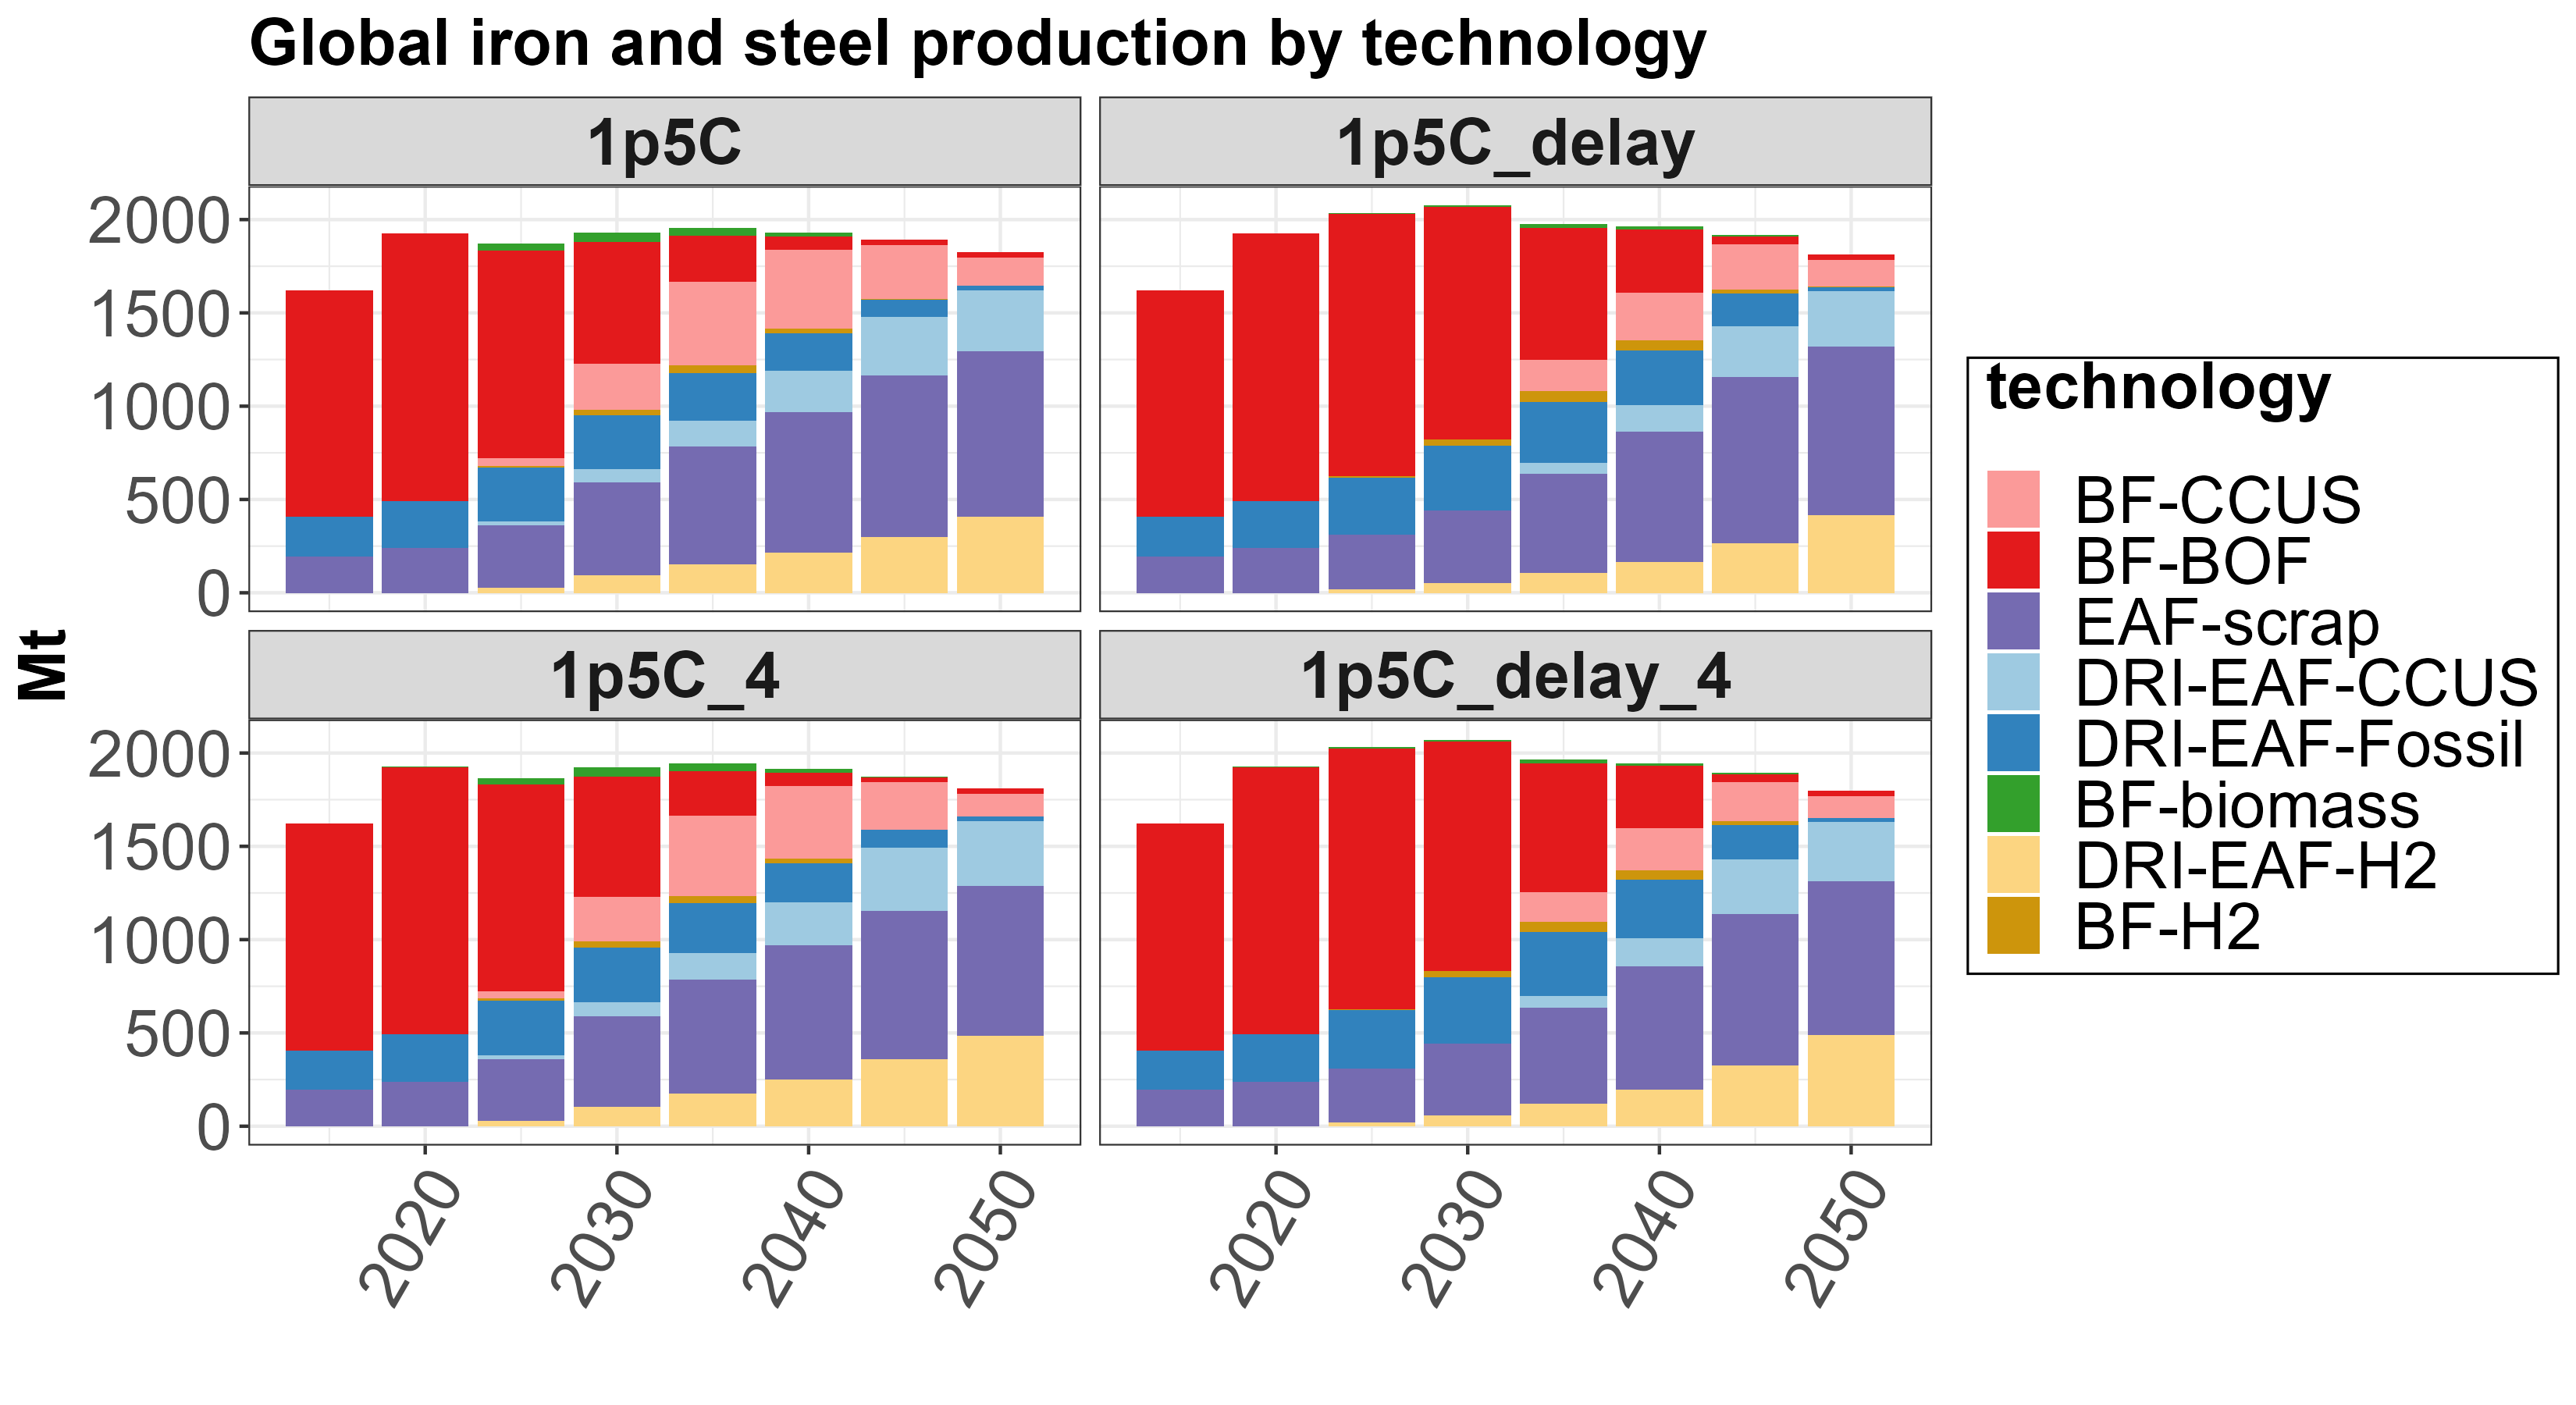 Global iron and steel production by technology
1p5C
1p5C_delay
2000
1500
1000
500
0
1p5C_4
1p5C_delay_4
2000
1500
1000
500
0
Mt
2020
2030
2040
2050
2020
2030
2040
2050
technology
BF-CCUS
BF-BOF
EAF-scrap
DRI-EAF-CCUS
DRI-EAF-Fossil
BF-biomass
DRI-EAF-H2
BF-H2